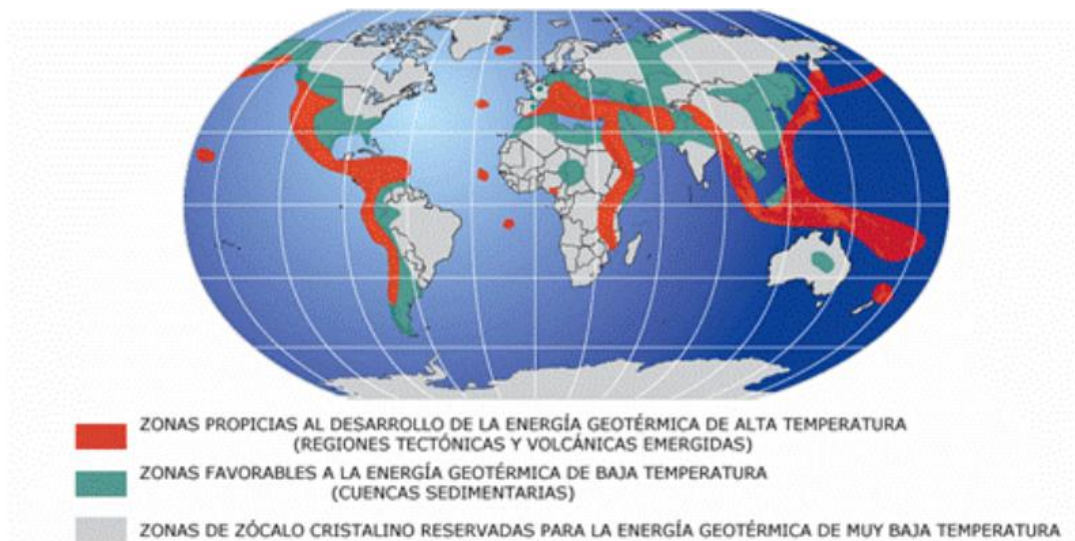 ZONAS PROPICIAS AL DESARROLLO DE LA ENERGÍA GEOTÉRMICA DE ALTA TEMPERATURA
(REGIONES TECTÓNICAS Y VOLCÁNICAS EMERGIDAS)
ZONAS FAVORABLES A LA ENERGÍA GEOTÉRMICA DE BAJA TEMPERATURA
(CUENCAS SEDIMENTARIAS)
ZONAS DE ZÓCALO CRISTALINO RESERVADAS PARA LA ENERGÍA GEOTÉRMICA DE MUY BAJA TEMPERATURA